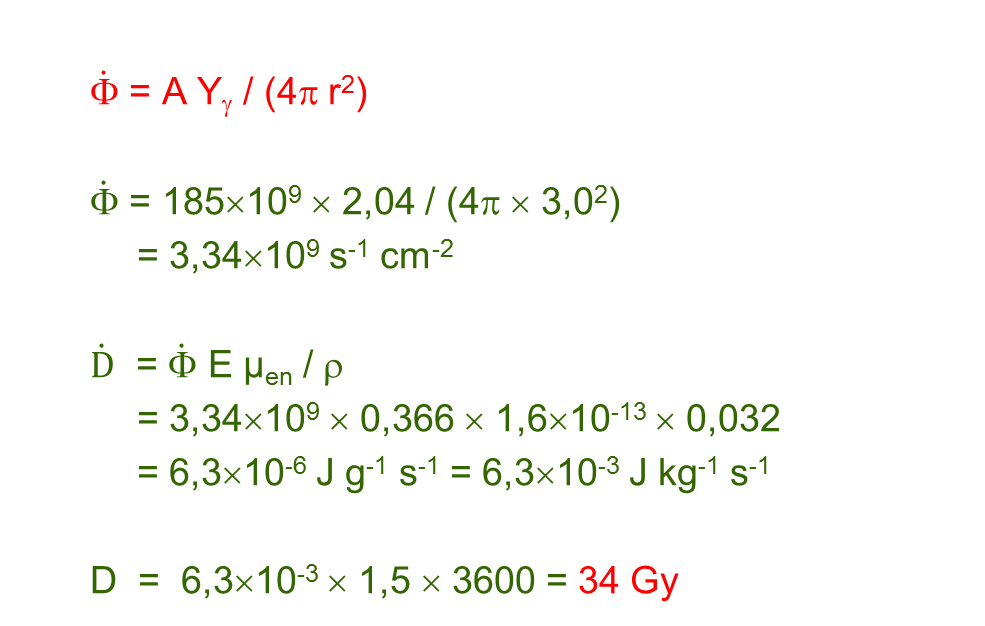 Φ̇ = A Yᵧ / (4π r²)
Φ̇ = 185×10⁹ × 2,04 / (4π × 3,0²)
= 3,34×10⁹ s⁻¹ cm⁻²
Ḋ = Φ̇ E µₑₙ / ρ
= 3,34×10⁹ × 0,366 × 1,6×10⁻¹³ × 0,032
= 6,3×10⁻⁶ J g⁻¹ s⁻¹ = 6,3×10⁻³ J kg⁻¹ s⁻¹
D = 6,3×10⁻³ × 1,5 × 3600 = 34 Gy